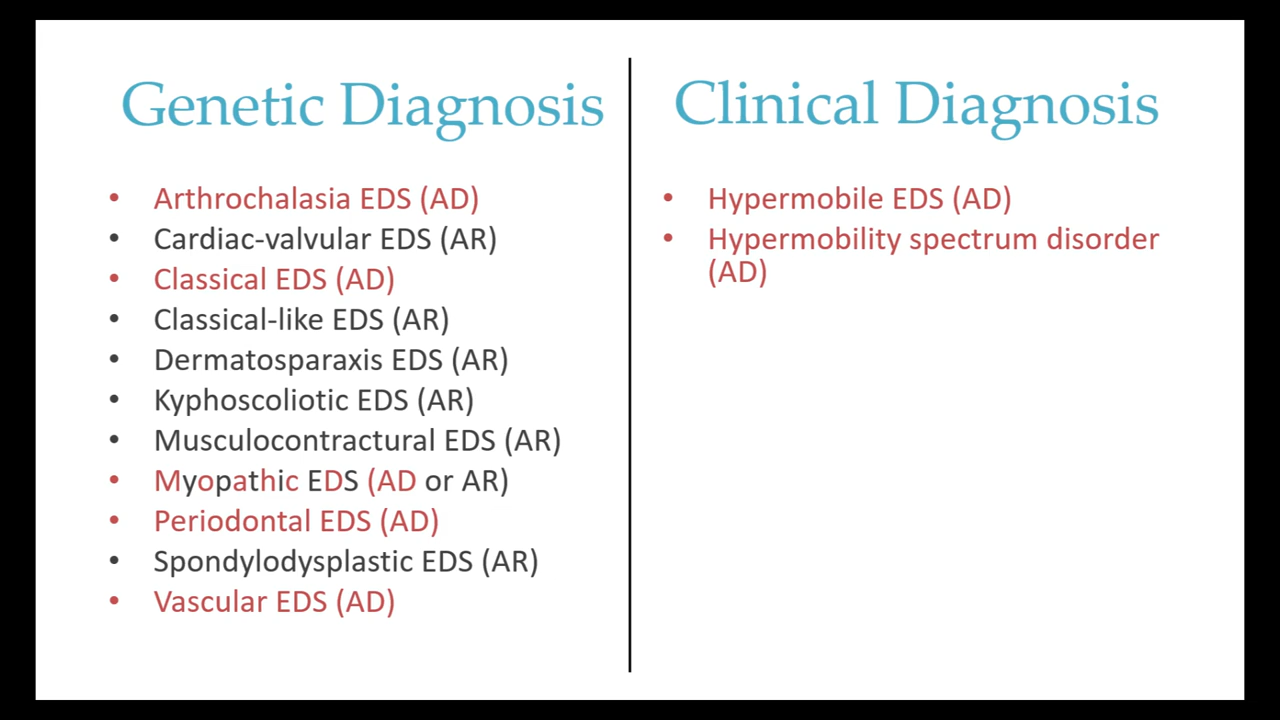 Genetic Diagnosis
• Arthrochalasia EDS (AD)
• Cardiac-valvular EDS (AR)
• Classical EDS (AD)
• Classical-like EDS (AR)
• Dermatosparaxis EDS (AR)
• Kyphoscoliotic EDS (AR)
• Musculocontractural EDS (AR)
• Myopathic EDS (AD or AR)
• Periodontal EDS (AD)
• Spondylodysplastic EDS (AR)
• Vascular EDS (AD)
Clinical Diagnosis
• Hypermobile EDS (AD)
• Hypermobility spectrum disorder
(AD)